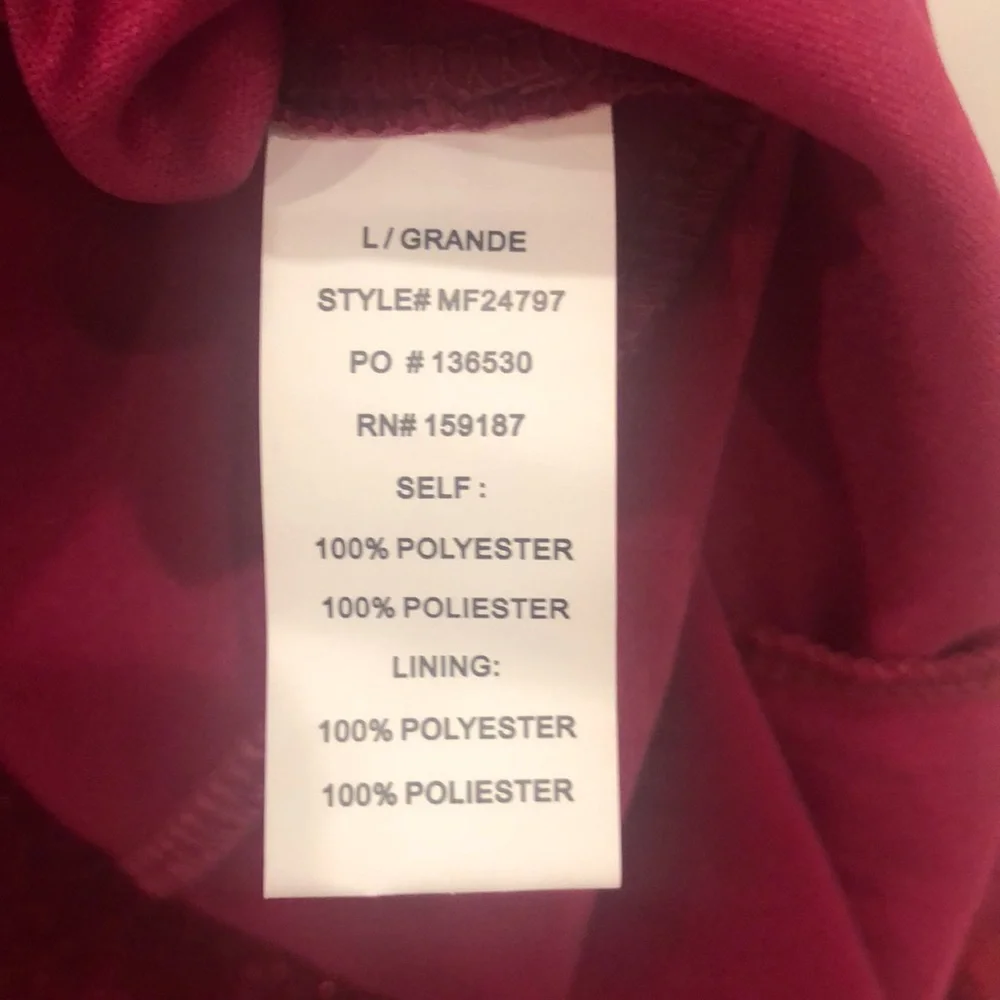 L / GRANDE
STYLE# MF24797
PO # 136530
RN# 159187
SELF :
100% POLYESTER
100% POLIESTER
LINING:
100% POLYESTER
100% POLIESTER